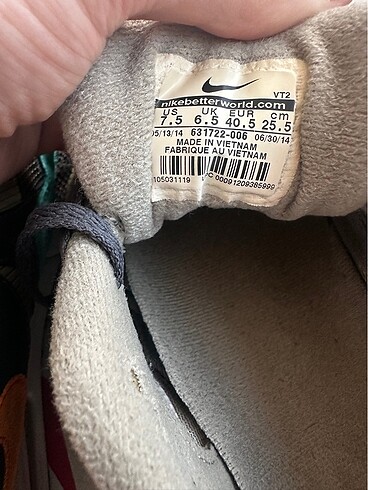 VT2
nikebetterworld.com
US UK EUR cm
7.5 6.5 40.5 25.5
05/13/14 631722-006 06/30/14
MADE IN VIETNAM
FABRIQUE AU VIETNAM
105031119 UPC 00091209385999